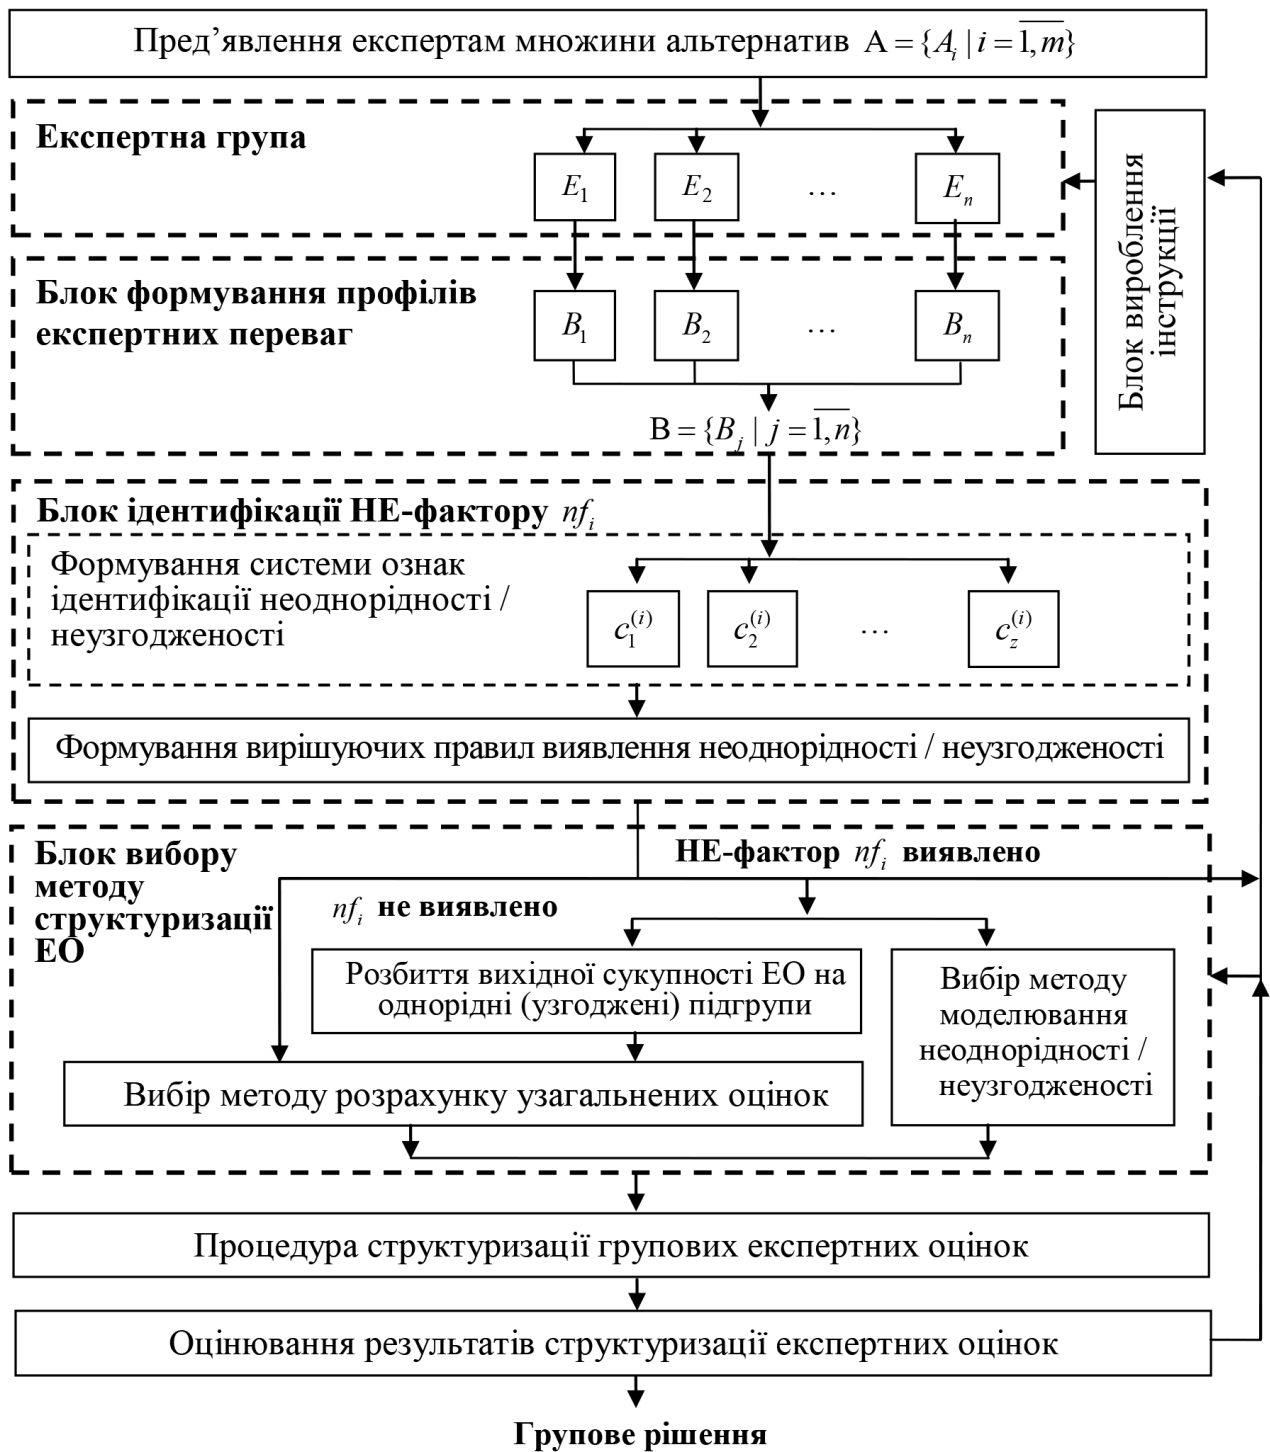 Пред’явлення експертам множини альтернатив A = {A_i | i = \overline{1,m}}
Експертна група
E_1 E_2 … E_n
Блок вироблення
інструкції
Блок формування профілів
експертних переваг
B_1 B_2 … B_n
B = {B_j | j = \overline{1,n}}
Блок ідентифікації НЕ-фактору nf_i
Формування системи ознак
ідентифікації неоднорідності /
неузгодженості
c_1^{(i)} c_2^{(i)} … c_z^{(i)}
Формування вирішуючих правил виявлення неоднорідності / неузгодженості
Блок вибору
методу
структуризації
ЕО
НЕ-фактор nf_i виявлено
nf_i не виявлено
Розбиття вихідної сукупності ЕО на
однорідні (узгоджені) підгрупи
Вибір методу
моделювання
неоднорідності /
неузгодженості
Вибір методу розрахунку узагальнених оцінок
Процедура структуризації групових експертних оцінок
Оцінювання результатів структуризації експертних оцінок
Групове рішення